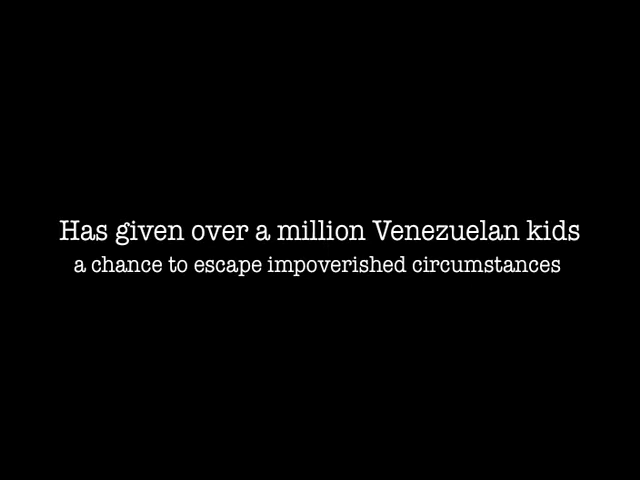 Has given over a million Venezuelan kids
a chance to escape impoverished circumstances